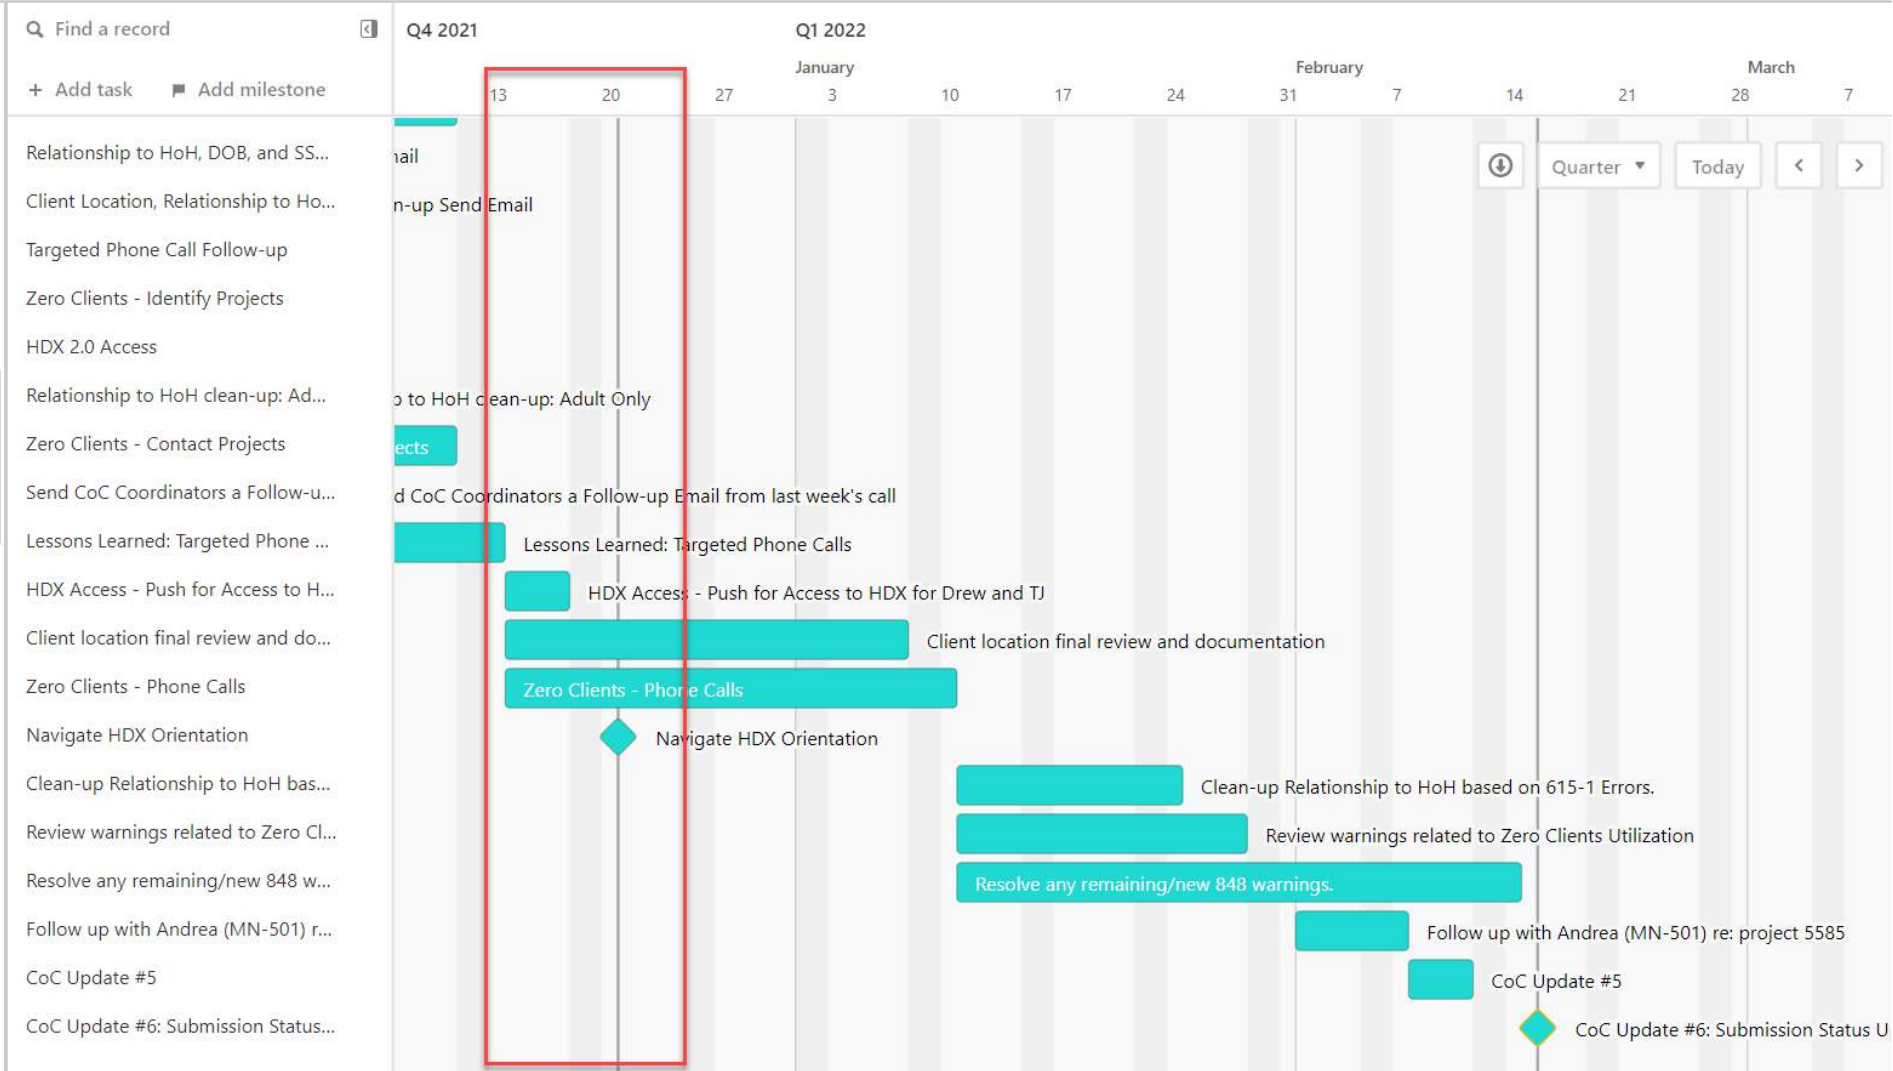 Find a record
Q4 2021
Q1 2022
January
February
March
+ Add task
Add milestone
13
20
27
3
10
17
24
31
7
14
21
28
7
Quarter
Today
Relationship to HoH, DOB, and SS...
ail
Client Location, Relationship to Ho...
n-up Send Email
Targeted Phone Call Follow-up
Zero Clients - Identify Projects
HDX 2.0 Access
Relationship to HoH clean-up: Ad...
p to HoH clean-up: Adult Only
Zero Clients - Contact Projects
ects
Send CoC Coordinators a Follow-u...
d CoC Coordinators a Follow-up Email from last week's call
Lessons Learned: Targeted Phone ...
Lessons Learned: Targeted Phone Calls
HDX Access - Push for Access to H...
HDX Access - Push for Access to HDX for Drew and TJ
Client location final review and do...
Client location final review and documentation
Zero Clients - Phone Calls
Zero Clients - Phone Calls
Navigate HDX Orientation
Navigate HDX Orientation
Clean-up Relationship to HoH bas...
Clean-up Relationship to HoH based on 615-1 Errors.
Review warnings related to Zero Cl...
Review warnings related to Zero Clients Utilization
Resolve any remaining/new 848 w...
Resolve any remaining/new 848 warnings.
Follow up with Andrea (MN-501) r...
Follow up with Andrea (MN-501) re: project 5585
CoC Update #5
CoC Update #5
CoC Update #6: Submission Status...
CoC Update #6: Submission Status U